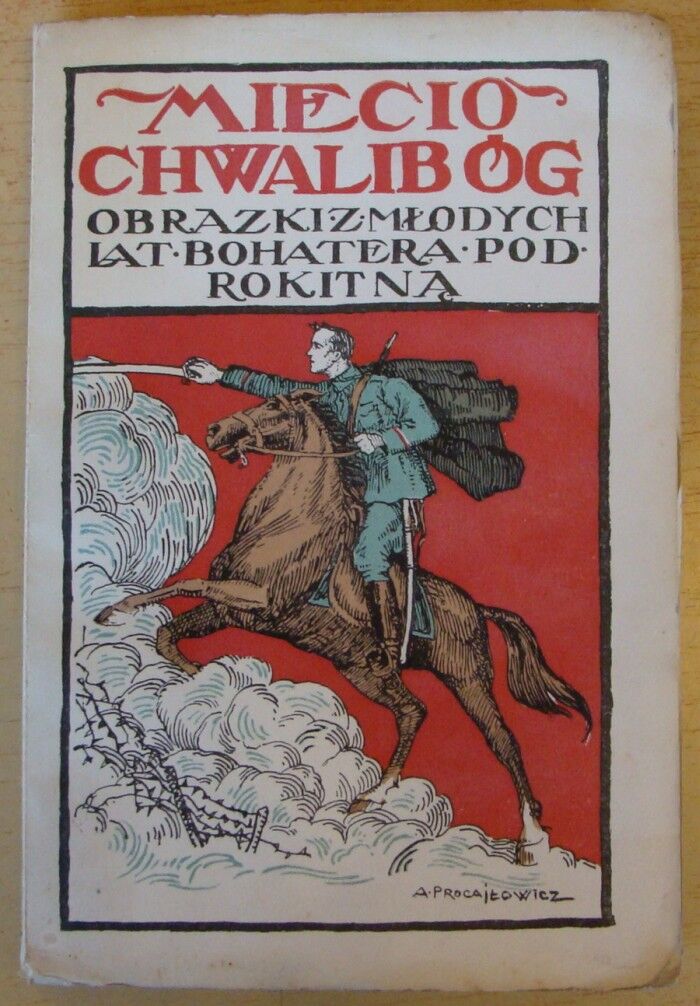 MIECIO
CHWALIBÓG
OBRAZKI·Z·MŁODYCH
LAT·BOHATERA·POD·
ROKITNĄ
A·PROCAJŁOWICZ